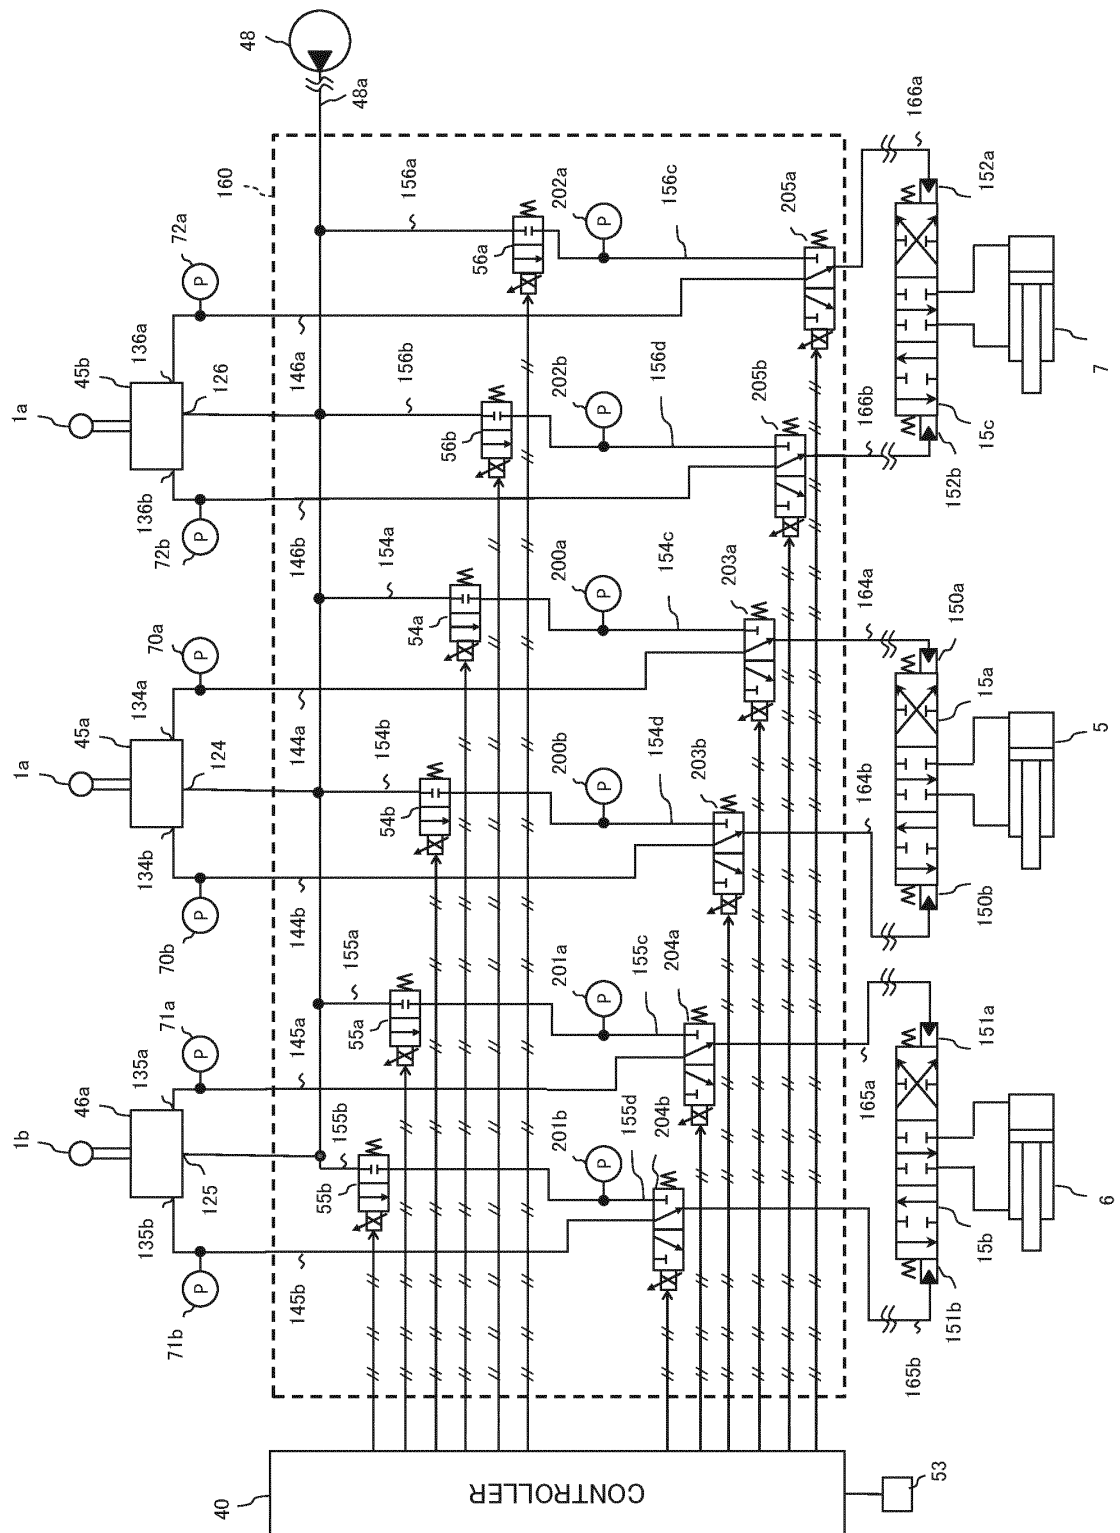 48
48a
160
166a
156a
202a
156c
205a
152a
72a
56a
136a
45b
146a
156b
202b
156d
205b
166b
7
1a
126
56b
15c
152b
136b
72b
146b
154a
200a
154c
203a
164a
150a
70a
54a
134a
45a
144a
154b
200b
154d
203b
164b
15a
5
1a
124
54b
134b
70b
144b
150b
155a
201a
155c
204a
71a
55a
135a
46a
145a
155b
201b
155d
204b
165a
151a
1b
125
55b
135b
71b
145b
15b
151b
6
165b
40
CONTROLLER
53
P
P
P
P
P
P
P
P
P
P
P
P